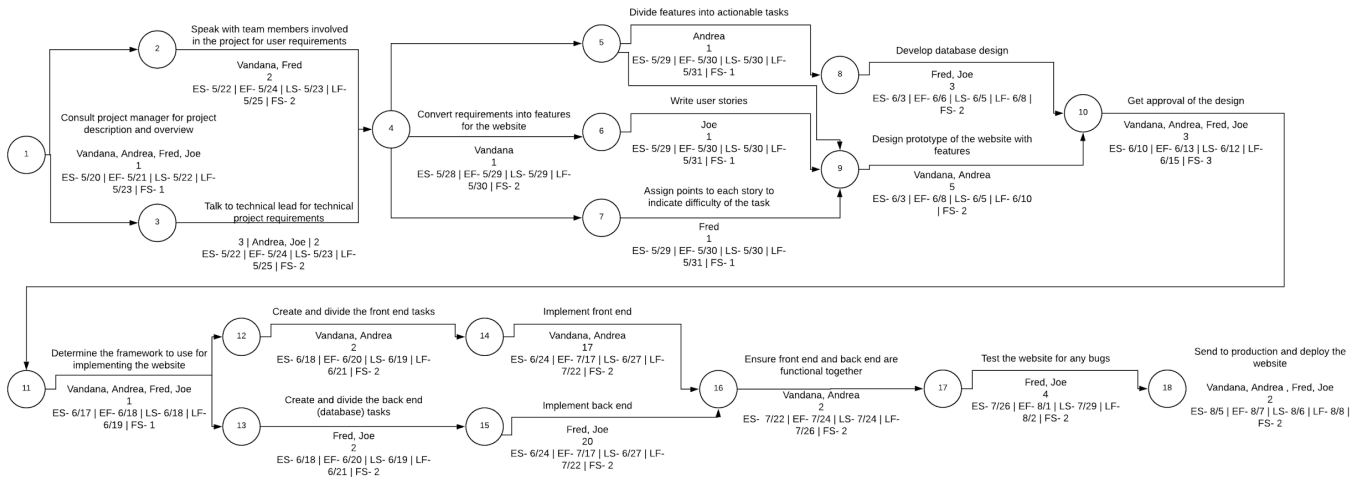 Speak with team members involved
in the project for user requirements
2
Vandana, Fred
2
ES- 5/22 | EF- 5/24 | LS- 5/23 | LF-
5/25 | FS- 2
Consult project manager for project
description and overview
1
Vandana, Andrea, Fred, Joe
1
ES- 5/20 | EF- 5/21 | LS- 5/22 | LF-
5/23 | FS- 1
Talk to technical lead for technical
project requirements
3
3 | Andrea, Joe | 2
ES- 5/22 | EF- 5/24 | LS- 5/23 | LF-
5/25 | FS- 2
4
Convert requirements into features
for the website
Vandana
1
ES- 5/28 | EF- 5/29 | LS- 5/29 | LF-
5/30 | FS- 2
Divide features into actionable tasks
5
Andrea
1
ES- 5/29 | EF- 5/30 | LS- 5/30 | LF-
5/31 | FS- 1
Write user stories
6
Joe
1
ES- 5/29 | EF- 5/30 | LS- 5/30 | LF-
5/31 | FS- 1
Assign points to each story to
indicate difficulty of the task
7
Fred
1
ES- 5/29 | EF- 5/30 | LS- 5/30 | LF-
5/31 | FS- 1
Develop database design
8
Fred, Joe
3
ES- 6/3 | EF- 6/6 | LS- 6/5 | LF- 6/8 |
FS- 2
Design prototype of the website with
features
9
Vandana, Andrea
5
ES- 6/3 | EF- 6/8 | LS- 6/5 | LF- 6/10
| FS- 2
10
Get approval of the design
Vandana, Andrea, Fred, Joe
3
ES- 6/10 | EF- 6/13 | LS- 6/12 | LF-
6/15 | FS- 3
Determine the framework to use for
implementing the website
11
Vandana, Andrea, Fred, Joe
1
ES- 6/17 | EF- 6/18 | LS- 6/18 | LF-
6/19 | FS- 1
Create and divide the front end tasks
12
Vandana, Andrea
2
ES- 6/18 | EF- 6/20 | LS- 6/19 | LF-
6/21 | FS- 2
Create and divide the back end
(database) tasks
13
Fred, Joe
2
ES- 6/18 | EF- 6/20 | LS- 6/19 | LF-
6/21 | FS- 2
Implement front end
14
Vandana, Andrea
17
ES- 6/24 | EF- 7/17 | LS- 6/27 | LF-
7/22 | FS- 2
Implement back end
15
Fred, Joe
20
ES- 6/24 | EF- 7/17 | LS- 6/27 | LF-
7/22 | FS- 2
Ensure front end and back end are
functional together
16
Vandana, Andrea
2
ES- 7/22 | EF- 7/24 | LS- 7/24 | LF-
7/26 | FS- 2
Test the website for any bugs
17
Fred, Joe
4
ES- 7/26 | EF- 8/1 | LS- 7/29 | LF-
8/2 | FS- 2
Send to production and deploy the
website
18
Vandana, Andrea , Fred, Joe
2
ES- 8/5 | EF- 8/7 | LS- 8/6 | LF- 8/8 |
FS- 2